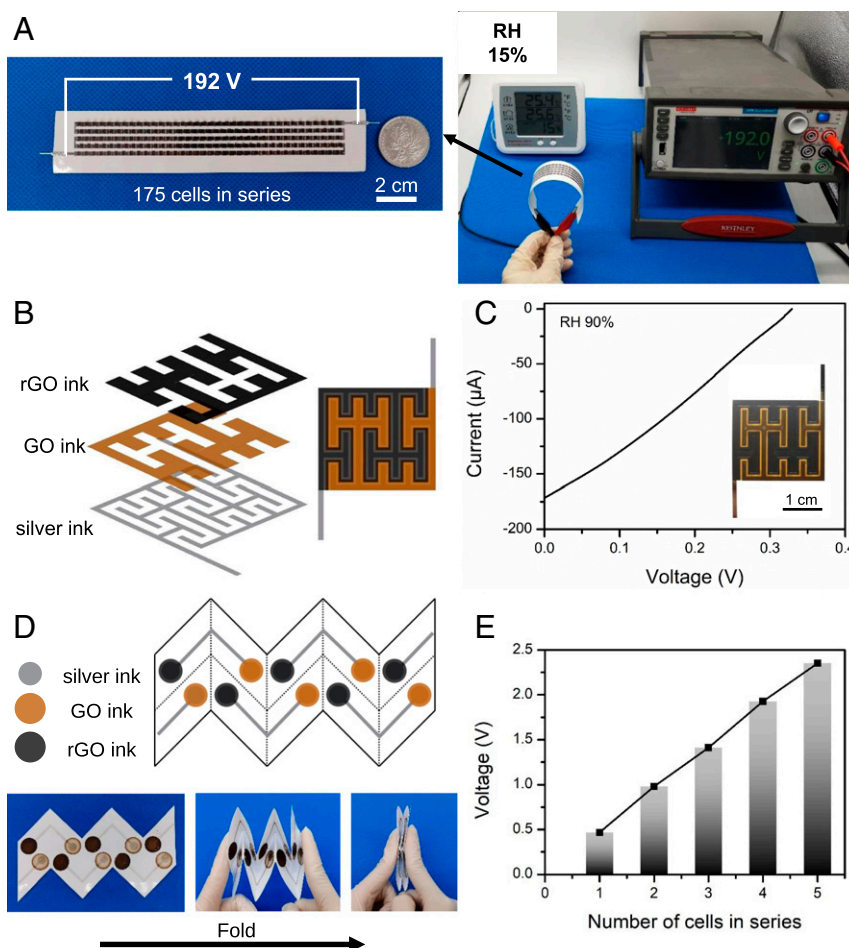 A
192 V
175 cells in series
2 cm
RH
15%
-192.0
V
KEITHLEY
B
rGO ink
GO ink
silver ink
C
RH 90%
0
-50
-100
-150
-200
Current (μA)
0.0
0.1
0.2
0.3
0.4
Voltage (V)
1 cm
D
silver ink
GO ink
rGO ink
Fold
E
2.5
2.0
1.5
1.0
0.5
0.0
Voltage (V)
0
1
2
3
4
5
Number of cells in series